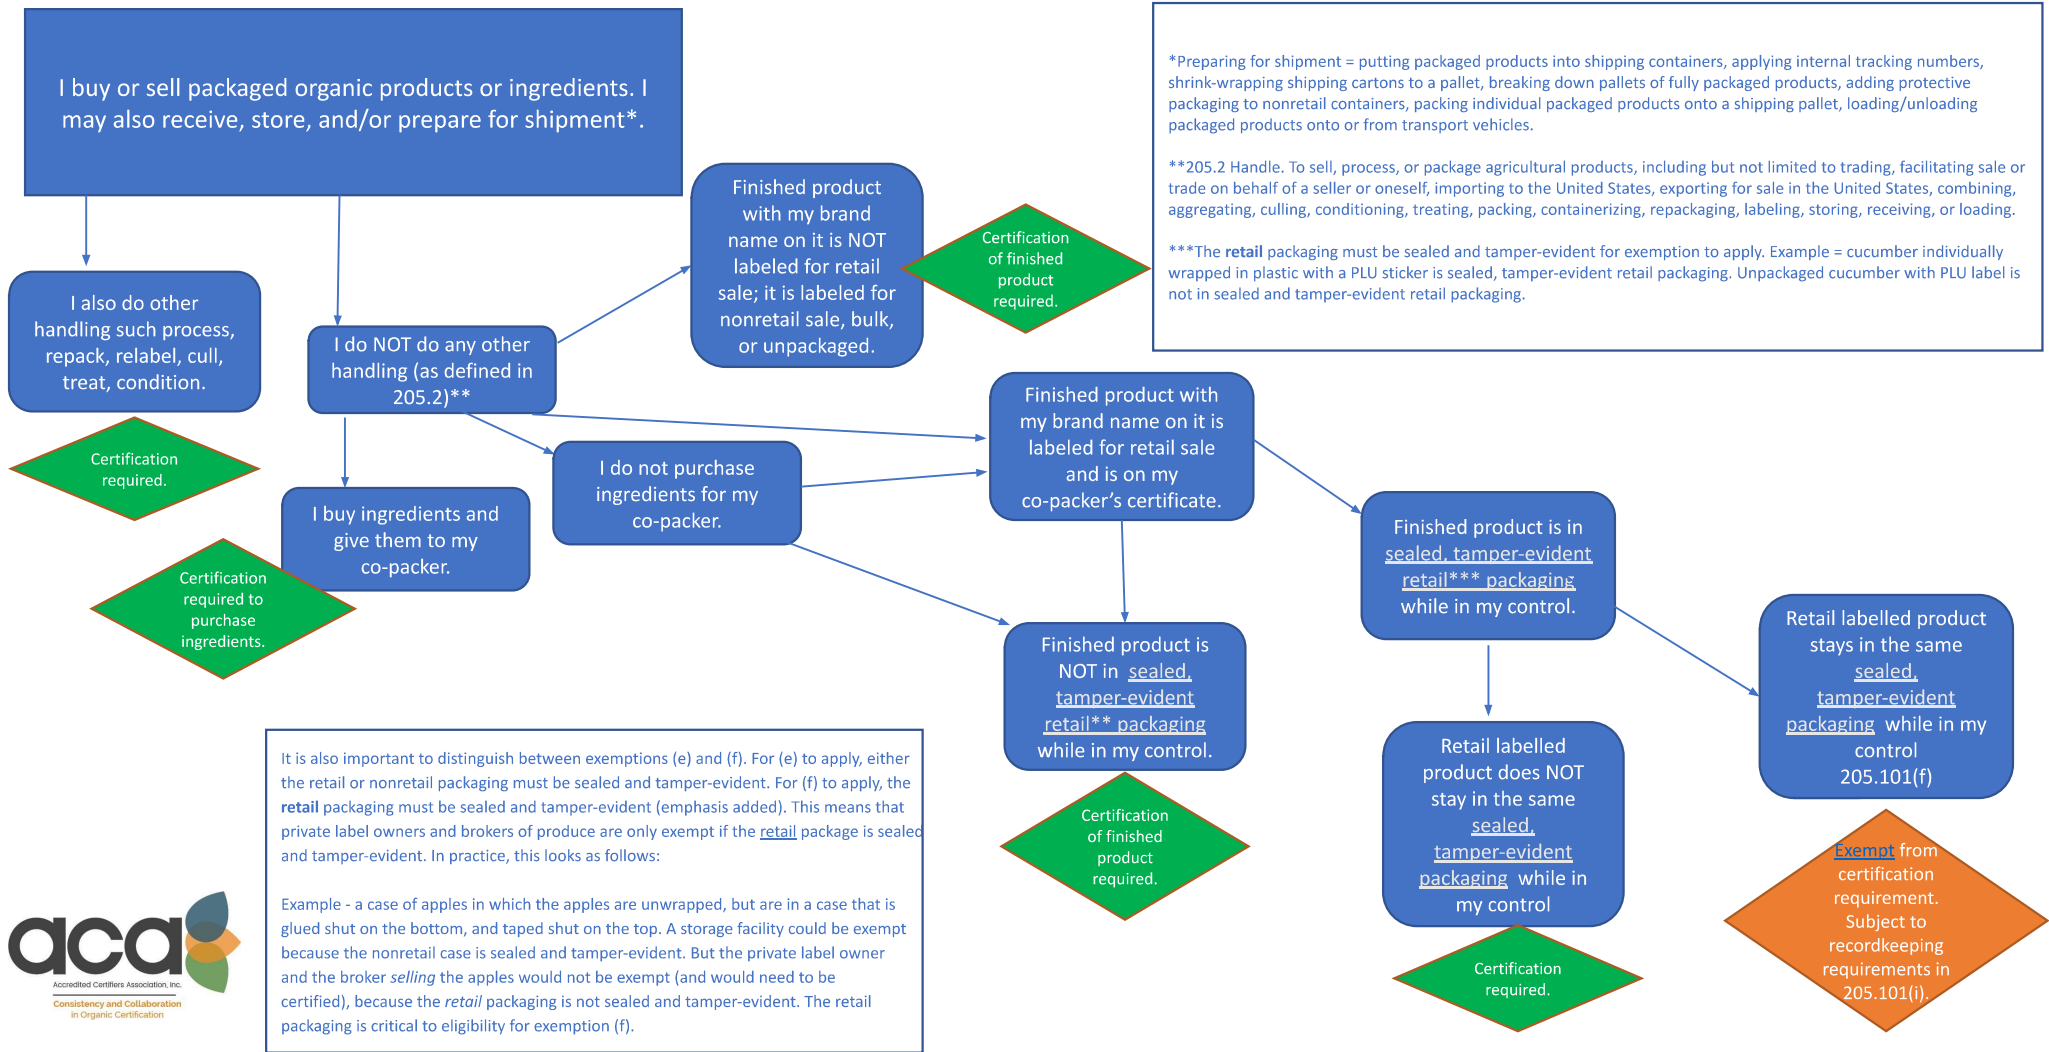 I buy or sell packaged organic products or ingredients. I
may also receive, store, and/or prepare for shipment*.
*Preparing for shipment = putting packaged products into shipping containers, applying internal tracking numbers,
shrink-wrapping shipping cartons to a pallet, breaking down pallets of fully packaged products, adding protective
packaging to nonretail containers, packing individual packaged products onto a shipping pallet, loading/unloading
packaged products onto or from transport vehicles.
**205.2 Handle. To sell, process, or package agricultural products, including but not limited to trading, facilitating sale or
trade on behalf of a seller or oneself, importing to the United States, exporting for sale in the United States, combining,
aggregating, culling, conditioning, treating, packing, containerizing, repackaging, labeling, storing, receiving, or loading.
***The retail packaging must be sealed and tamper-evident for exemption to apply. Example = cucumber individually
wrapped in plastic with a PLU sticker is sealed, tamper-evident retail packaging. Unpackaged cucumber with PLU label is
not in sealed and tamper-evident retail packaging.
Finished product
with my brand
name on it is NOT
labeled for retail
sale; it is labeled for
nonretail sale, bulk,
or unpackaged.
Certification
of finished
product
required.
I also do other
handling such process,
repack, relabel, cull,
treat, condition.
Certification
required.
I do NOT do any other
handling (as defined in
205.2)**
I buy ingredients and
give them to my
co-packer.
Certification
required to
purchase
ingredients.
I do not purchase
ingredients for my
co-packer.
Finished product with
my brand name on it is
labeled for retail sale
and is on my
co-packer's certificate.
Finished product is
NOT in sealed,
tamper-evident
retail** packaging
while in my control.
Certification
of finished
product
required.
Finished product is in
sealed, tamper-evident
retail*** packaging
while in my control.
Retail labelled
product does NOT
stay in the same
sealed,
tamper-evident
packaging while in
my control
Certification
required.
Retail labelled product
stays in the same
sealed,
tamper-evident
packaging while in my
control
205.101(f)
Exempt from
certification
requirement.
Subject to
recordkeeping
requirements in
205.101(i).
It is also important to distinguish between exemptions (e) and (f). For (e) to apply, either
the retail or nonretail packaging must be sealed and tamper-evident. For (f) to apply, the
retail packaging must be sealed and tamper-evident (emphasis added). This means that
private label owners and brokers of produce are only exempt if the retail package is sealed
and tamper-evident. In practice, this looks as follows:
Example - a case of apples in which the apples are unwrapped, but are in a case that is
glued shut on the bottom, and taped shut on the top. A storage facility could be exempt
because the nonretail case is sealed and tamper-evident. But the private label owner
and the broker selling the apples would not be exempt (and would need to be
certified), because the retail packaging is not sealed and tamper-evident. The retail
packaging is critical to eligibility for exemption (f).
aca
Accredited Certifiers Association, Inc.
Consistency and Collaboration
in Organic Certification